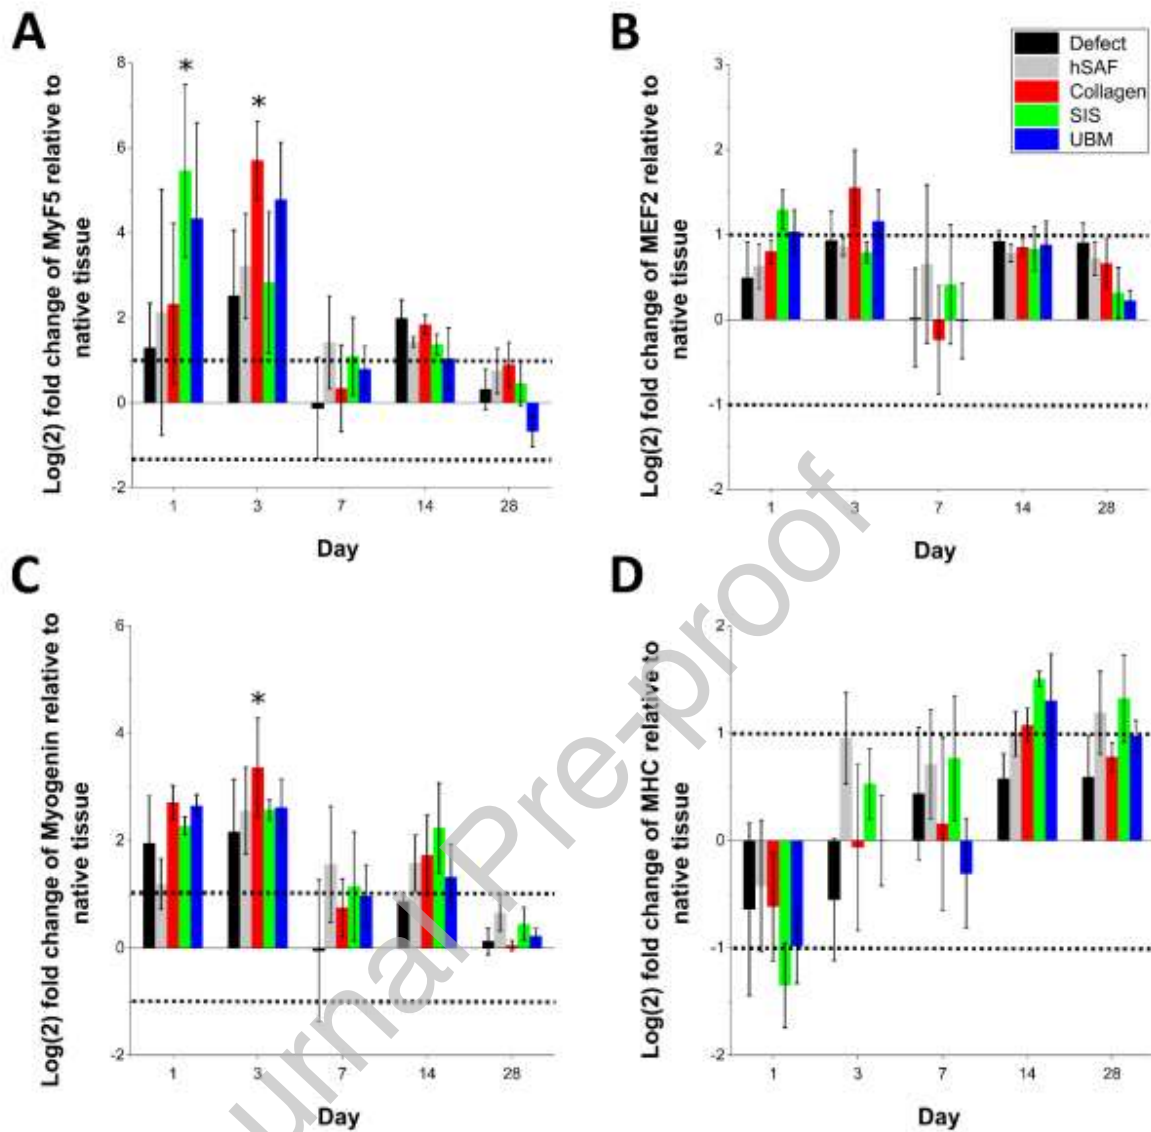 A
Log(2) fold change of MyF5 relative to
native tissue
8
6
4
2
0
-2
*
*
1 3 7 14 28
Day
B
Log(2) fold change of MEF2 relative to
native tissue
3
2
1
0
-1
-2
Defect
hSAF
Collagen
SIS
UBM
1 3 7 14 28
Day
C
Log(2) fold change of Myogenin relative to
native tissue
6
4
2
0
-2
*
1 3 7 14 28
Day
D
Log(2) fold change of MHC relative to
native tissue
2
1
0
-1
-2
1 3 7 14 28
Day
urnal Pre-proof